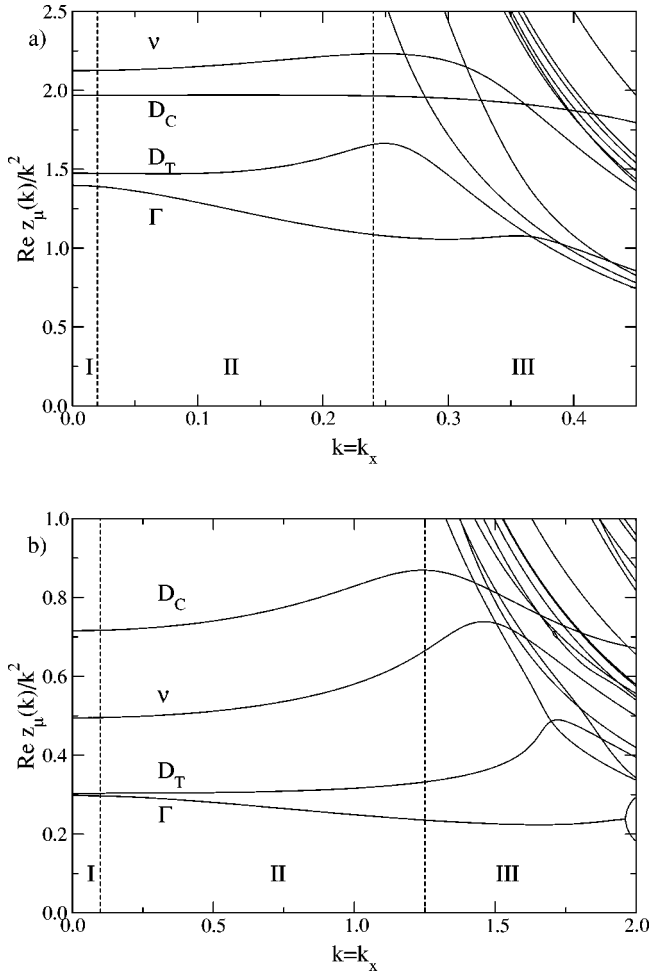 a)
Re z_μ(k)/k²
2.5
2.0
1.5
1.0
0.5
0.0
ν
D_C
D_T
Γ
I
II
III
0.0
0.1
0.2
0.3
0.4
k=k_x
b)
Re z_μ(k)/k²
1.0
0.8
0.6
0.4
0.2
0.0
D_C
ν
D_T
Γ
I
II
III
0.0
0.5
1.0
1.5
2.0
k=k_x